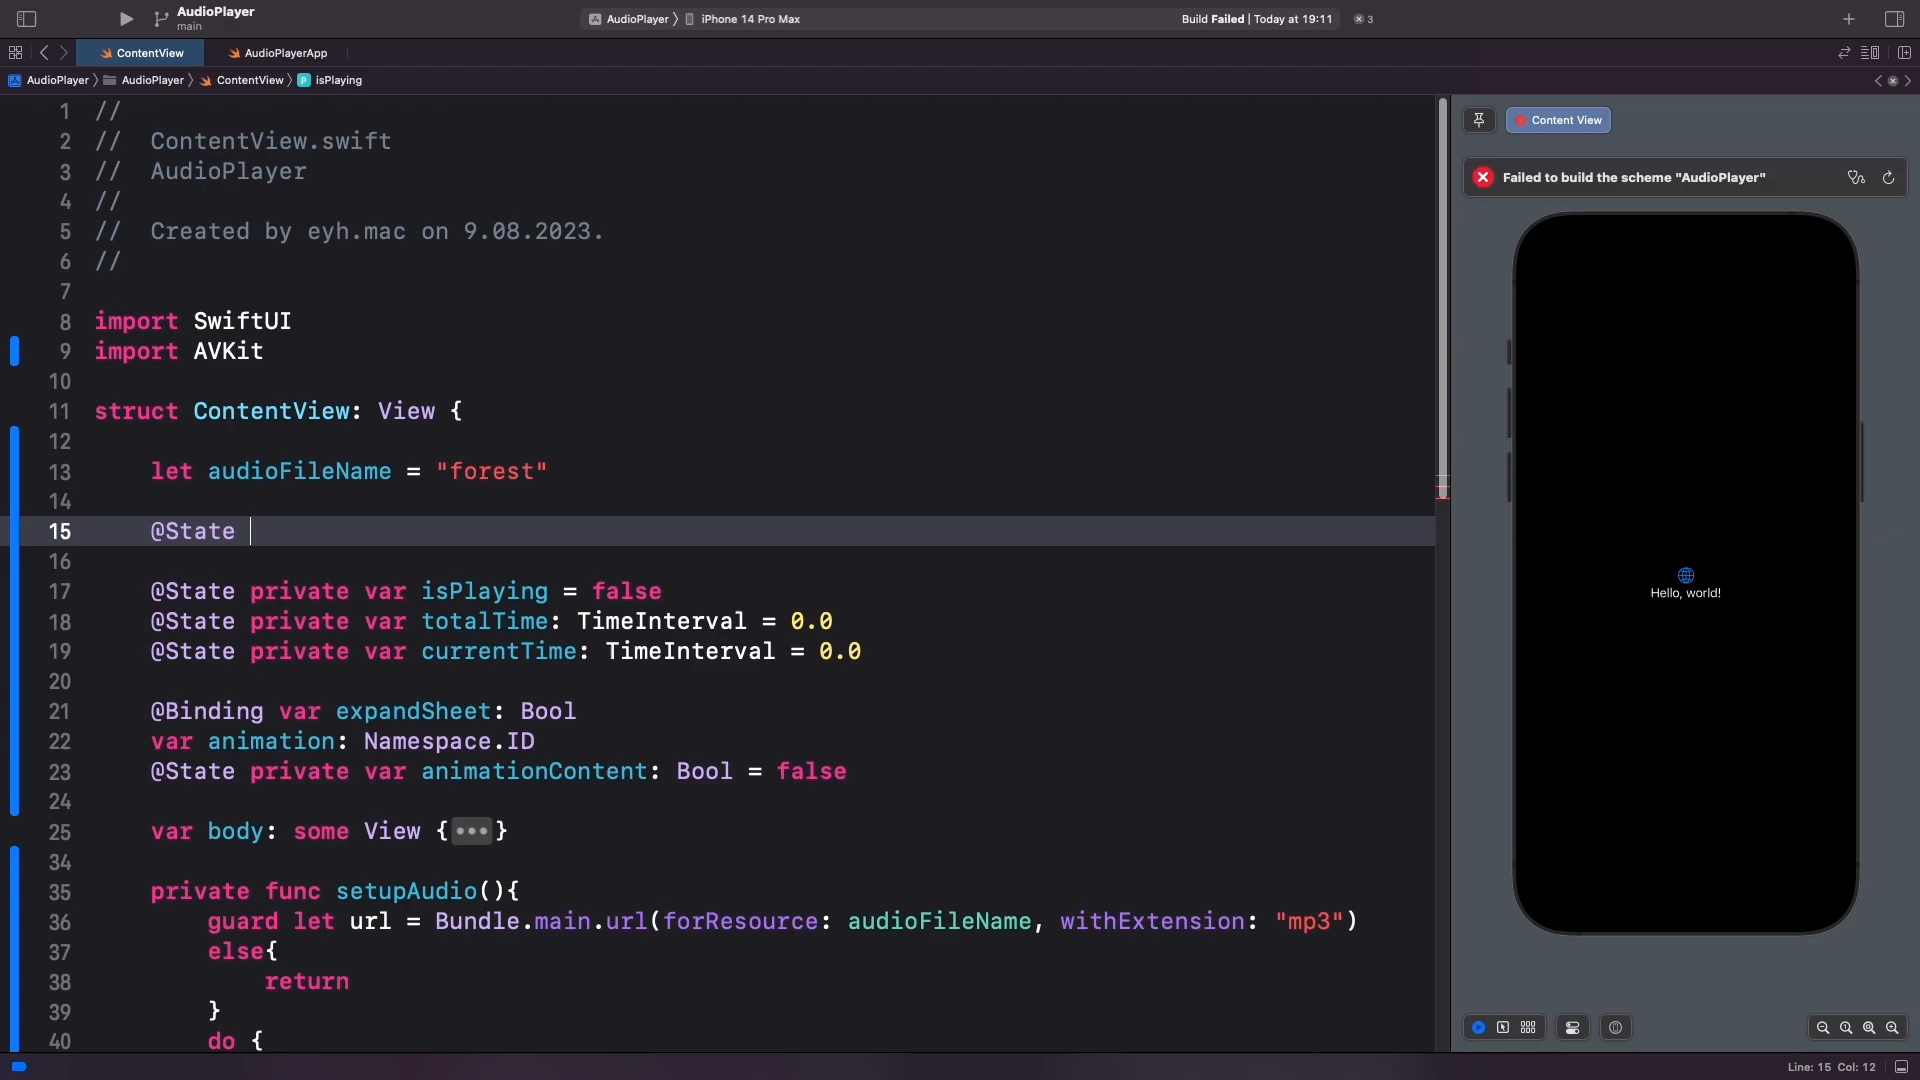 AudioPlayer
main
AudioPlayer 〉 iPhone 14 Pro Max
Build Failed | Today at 19:11
3
ContentView
AudioPlayerApp
AudioPlayer 〉 AudioPlayer 〉 ContentView 〉 P isPlaying
1 //
2 //  ContentView.swift
3 //  AudioPlayer
4 //
5 //  Created by eyh.mac on 9.08.2023.
6 //
7
8 import SwiftUI
9 import AVKit
10
11 struct ContentView: View {
12
13     let audioFileName = "forest"
14
15     @State
16
17     @State private var isPlaying = false
18     @State private var totalTime: TimeInterval = 0.0
19     @State private var currentTime: TimeInterval = 0.0
20
21     @Binding var expandSheet: Bool
22     var animation: Namespace.ID
23     @State private var animationContent: Bool = false
24
25     var body: some View {•••}
34
35     private func setupAudio(){
36         guard let url = Bundle.main.url(forResource: audioFileName, withExtension: "mp3")
37         else{
38             return
39         }
40         do {
Content View
Failed to build the scheme "AudioPlayer"
Hello, world!
Line: 15 Col: 12